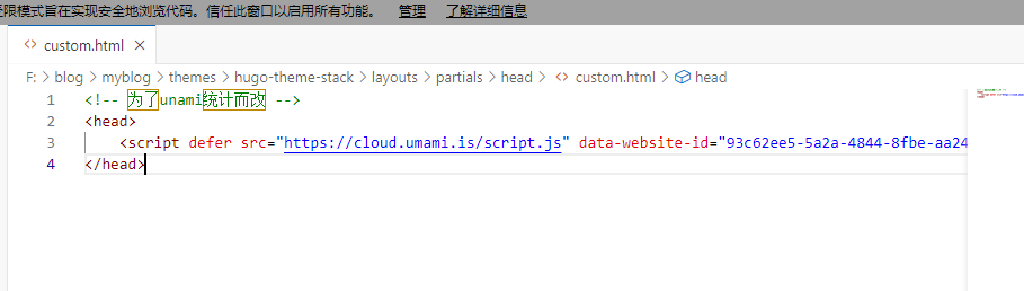 限模式旨在实现安全地浏览代码。信任此窗口以启用所有功能。 管理 了解详细信息
custom.html
F: > blog > myblog > themes > hugo-theme-stack > layouts > partials > head > custom.html > head
1 <!-- 为了unami统计而改 -->
2 <head>
3 <script defer src="https://cloud.umami.is/script.js" data-website-id="93c62ee5-5a2a-4844-8fbe-aa24
4 </head>